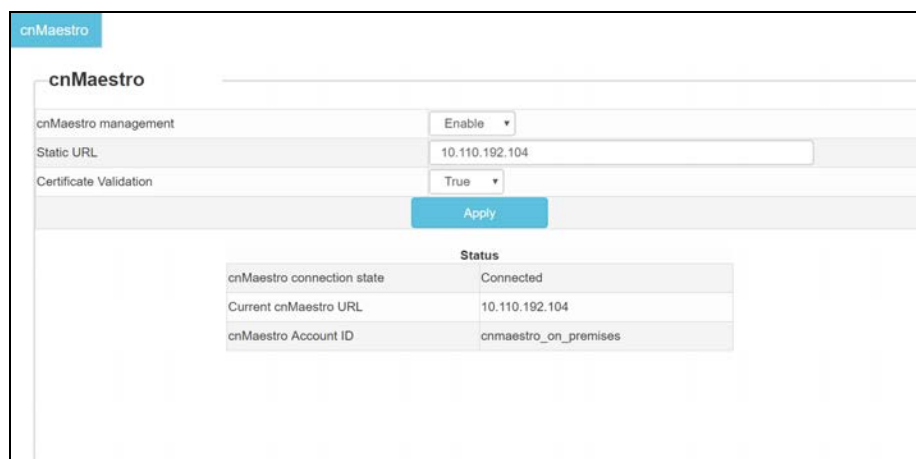 cnMaestro
cnMaestro
cnMaestro management Enable
Static URL 10.110.192.104
Certificate Validation True
Apply
Status
cnMaestro connection state Connected
Current cnMaestro URL 10.110.192.104
cnMaestro Account ID cnmaestro_on_premises